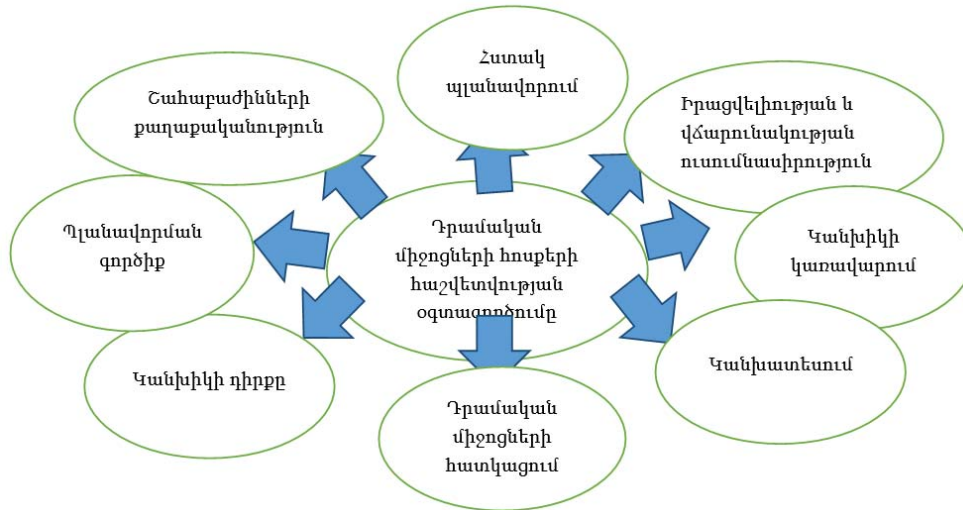 Հստակ
պլանավորում
Շահաբաժինների
քաղաքականություն
Իրացվելիության և
վճարունակության
ուսումնասիրություն
Պլանավորման
գործիք
Դրամական
միջոցների հոսքերի
հաշվետվության
օգտագործումը
Կանխիկի
կառավարում
Կանխիկի դիրքը
Կանխատեսում
Դրամական
միջոցների
հատկացում